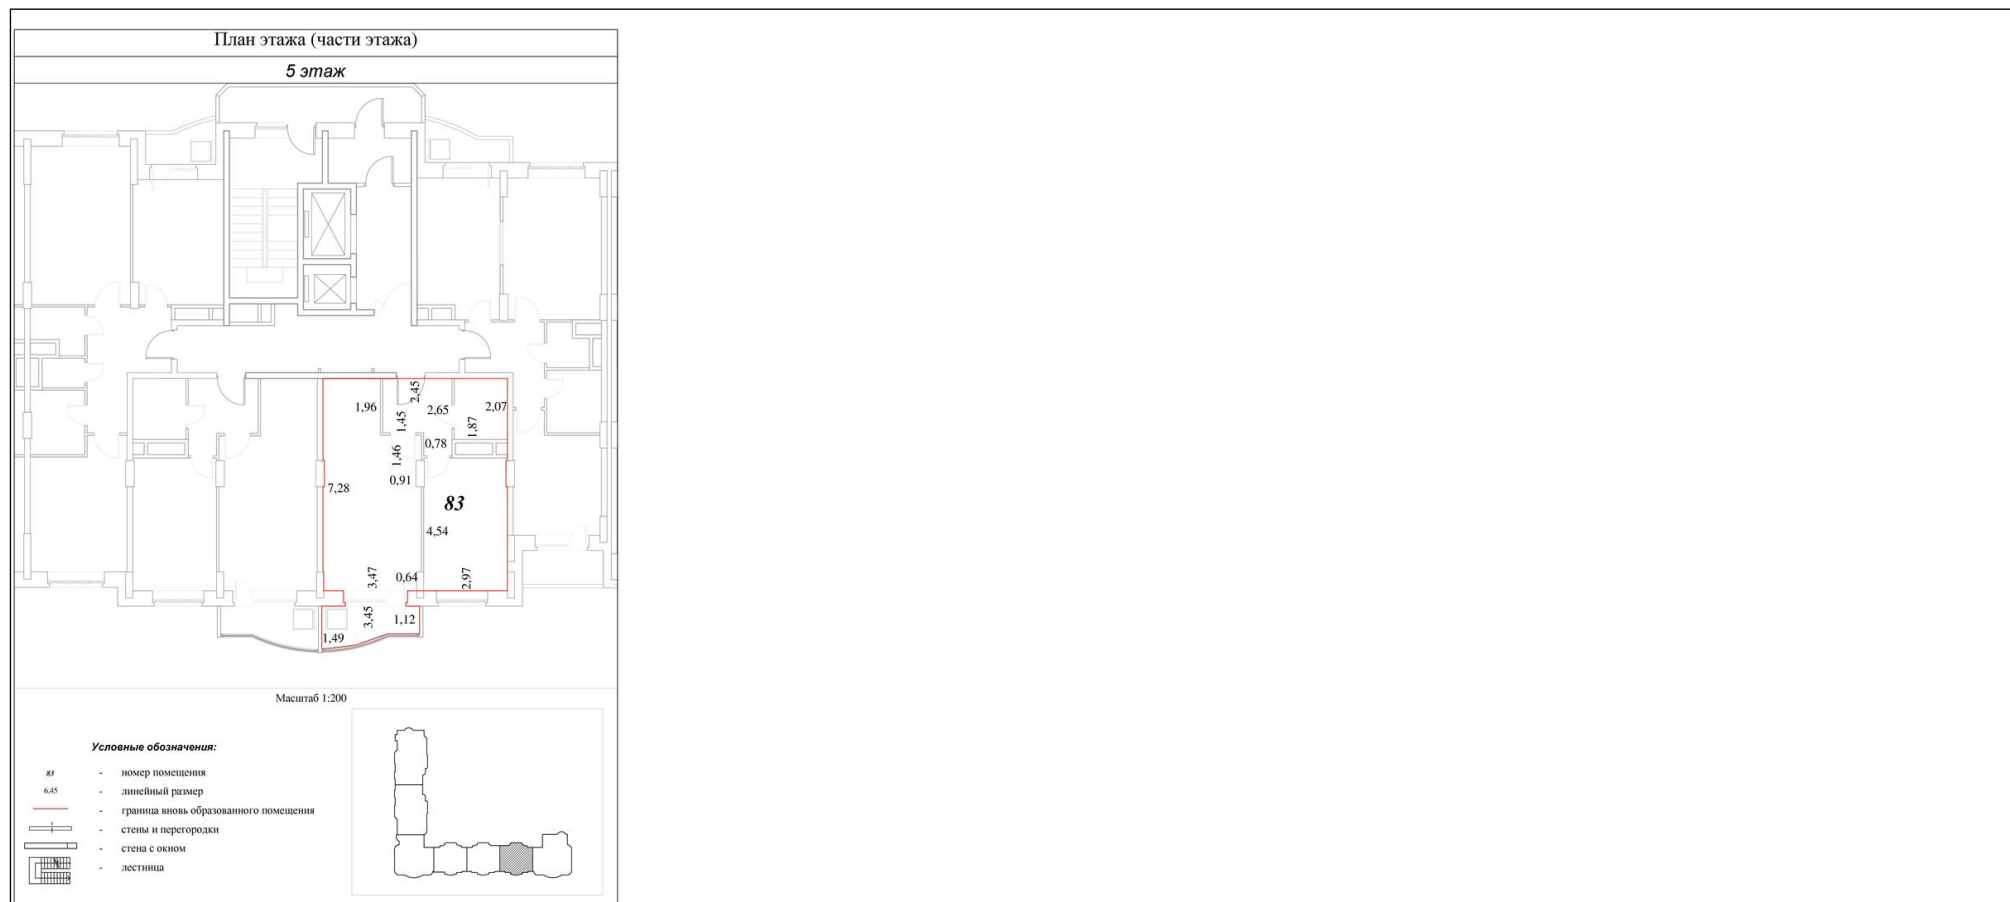 План этажа (части этажа)
5 этаж
2,45
1,96
2,65
2,07
1,45
1,87
0,78
1,46
0,91
7,28
83
4,54
3,47
0,64
2,97
3,45
1,12
1,49
Масштаб 1:200
Условные обозначения:
83 - номер помещения
6,45 - линейный размер
- граница вновь образованного помещения
- стены и перегородки
- стена с окном
- лестница